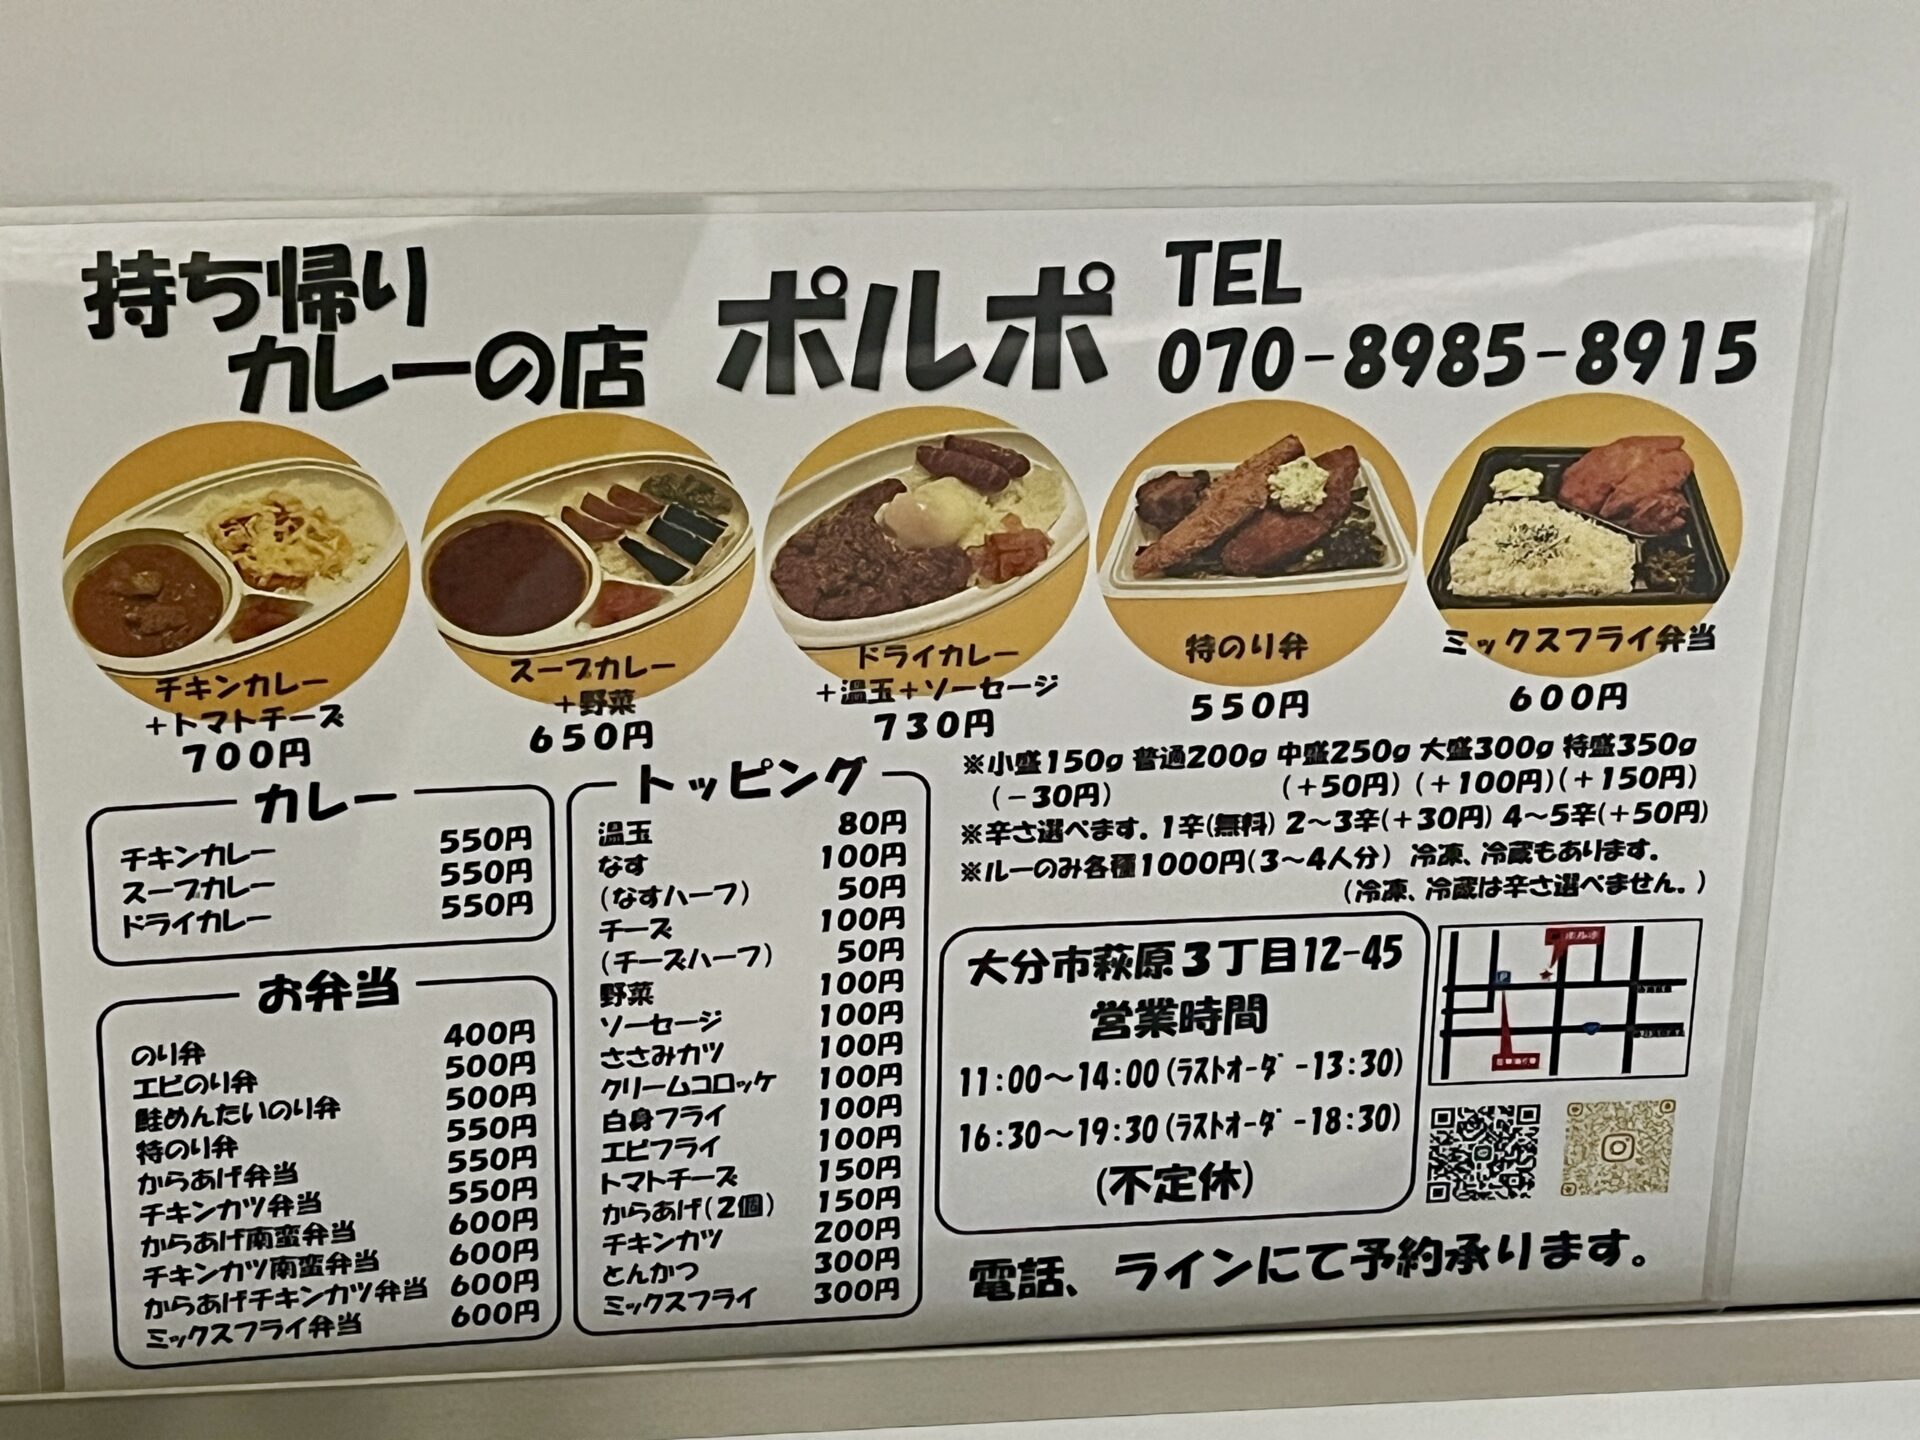 持ち帰り
カレーの店
ポルポ
TEL
070-8985-8915
チキンカレー
+トマトチーズ
700円
スープカレー
+野菜
650円
ドライカレー
+温玉+ソーセージ
730円
特のり弁
550円
ミックスフライ弁当
600円
カレー
チキンカレー 550円
スープカレー 550円
ドライカレー 550円
お弁当
のり弁 400円
エビのり弁 500円
鮭めんたいのり弁 500円
特のり弁 550円
からあげ弁当 550円
チキンカツ弁当 550円
からあげ南蛮弁当 600円
チキンカツ南蛮弁当 600円
からあげチキンカツ弁当 600円
ミックスフライ弁当 600円
トッピング
温玉 80円
なす 100円
(なすハーフ) 50円
チーズ 100円
(チーズハーフ) 50円
野菜 100円
ソーセージ 100円
ささみカツ 100円
クリームコロッケ 100円
白身フライ 100円
エビフライ 100円
トマトチーズ 150円
からあげ(2個) 150円
チキンカツ 200円
とんかつ 300円
ミックスフライ 300円
※小盛150g 普通200g 中盛250g 大盛300g 特盛350g
(-30円) (+50円) (+100円) (+150円)
※辛さ選べます。1辛(無料) 2~3辛(+30円) 4~5辛(+50円)
※ルーのみ各種1000円(3~4人分) 冷凍、冷蔵もあります。
(冷凍、冷蔵は辛さ選べません。)
大分市萩原3丁目12-45
営業時間
11:00~14:00(ラストオーダー13:30)
16:30~19:30(ラストオーダー18:30)
(不定休)
P
電話、ラインにて予約承ります。